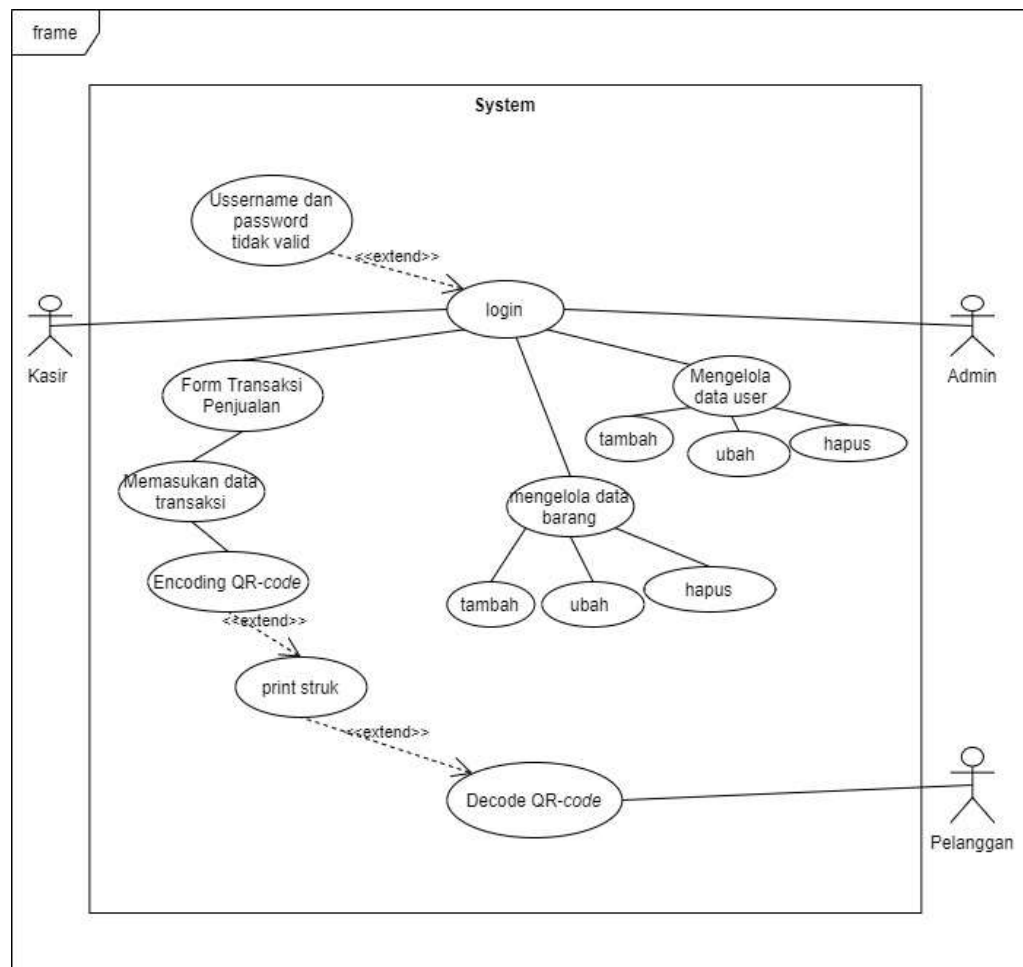 frame
System
Ussername dan
password
tidak valid
<<extend>>
login
Kasir
Admin
Form Transaksi
Penjualan
Mengelola
data user
tambah
ubah
hapus
Memasukan data
transaksi
mengelola data
barang
Encoding QR-code
tambah
ubah
hapus
<<extend>>
print struk
<<extend>>
Decode QR-code
Pelanggan